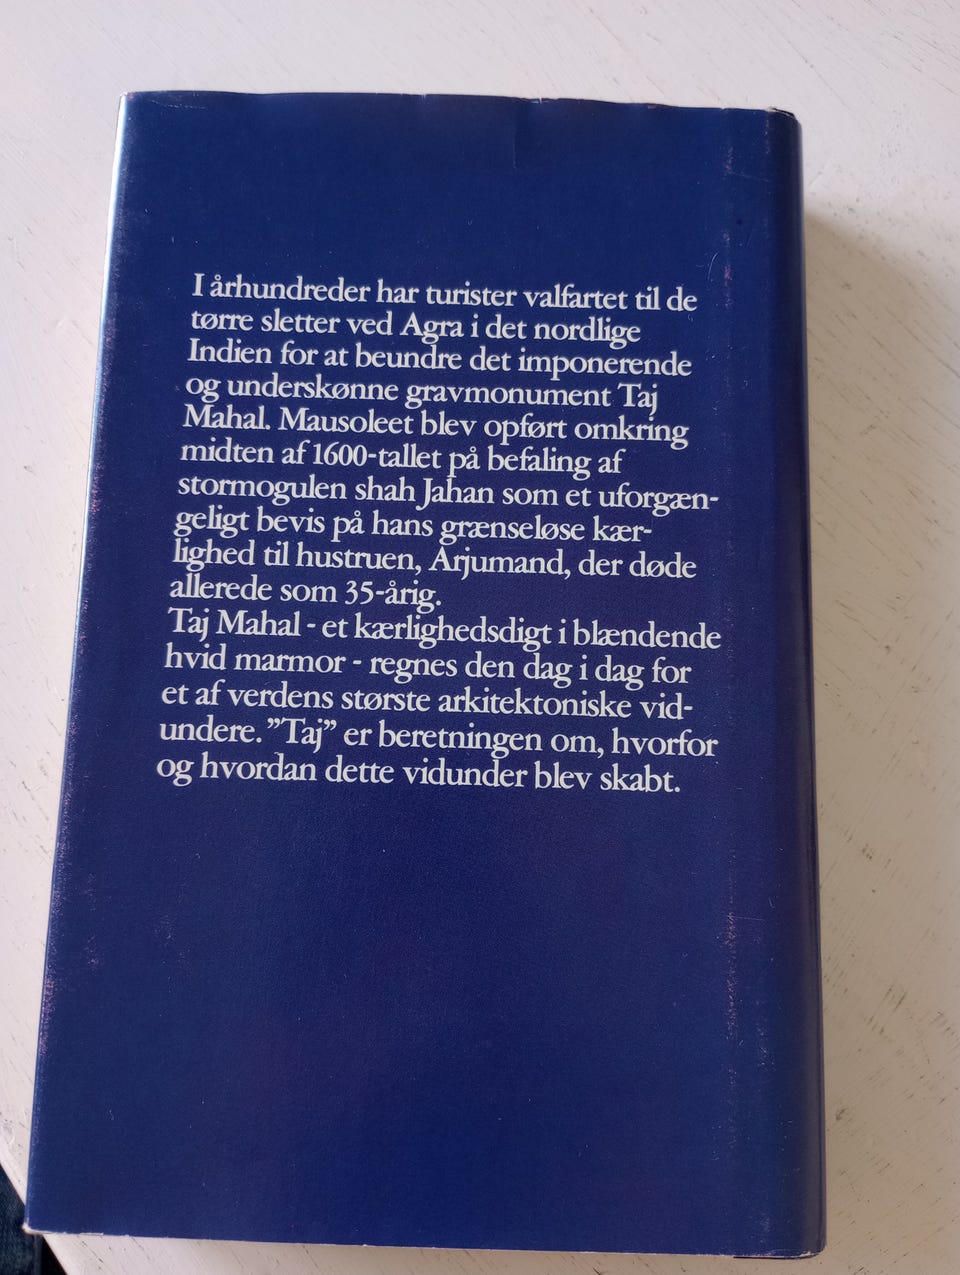 I århundreder har turister valfartet til de
tørre sletter ved Agra i det nordlige
Indien for at beundre det imponerende
og underskønne gravmonument Taj
Mahal. Mausoleet blev opført omkring
midten af 1600-tallet på befaling af
stormogulen shah Jahan som et uforgæn-
geligt bevis på hans grænseløse kær-
lighed til hustruen, Arjumand, der døde
allerede som 35-årig.
Taj Mahal - et kærlighedsdigt i blændende
hvid marmor - regnes den dag i dag for
et af verdens største arkitektoniske vid-
undere. ”Taj” er beretningen om, hvorfor
og hvordan dette vidunder blev skabt.